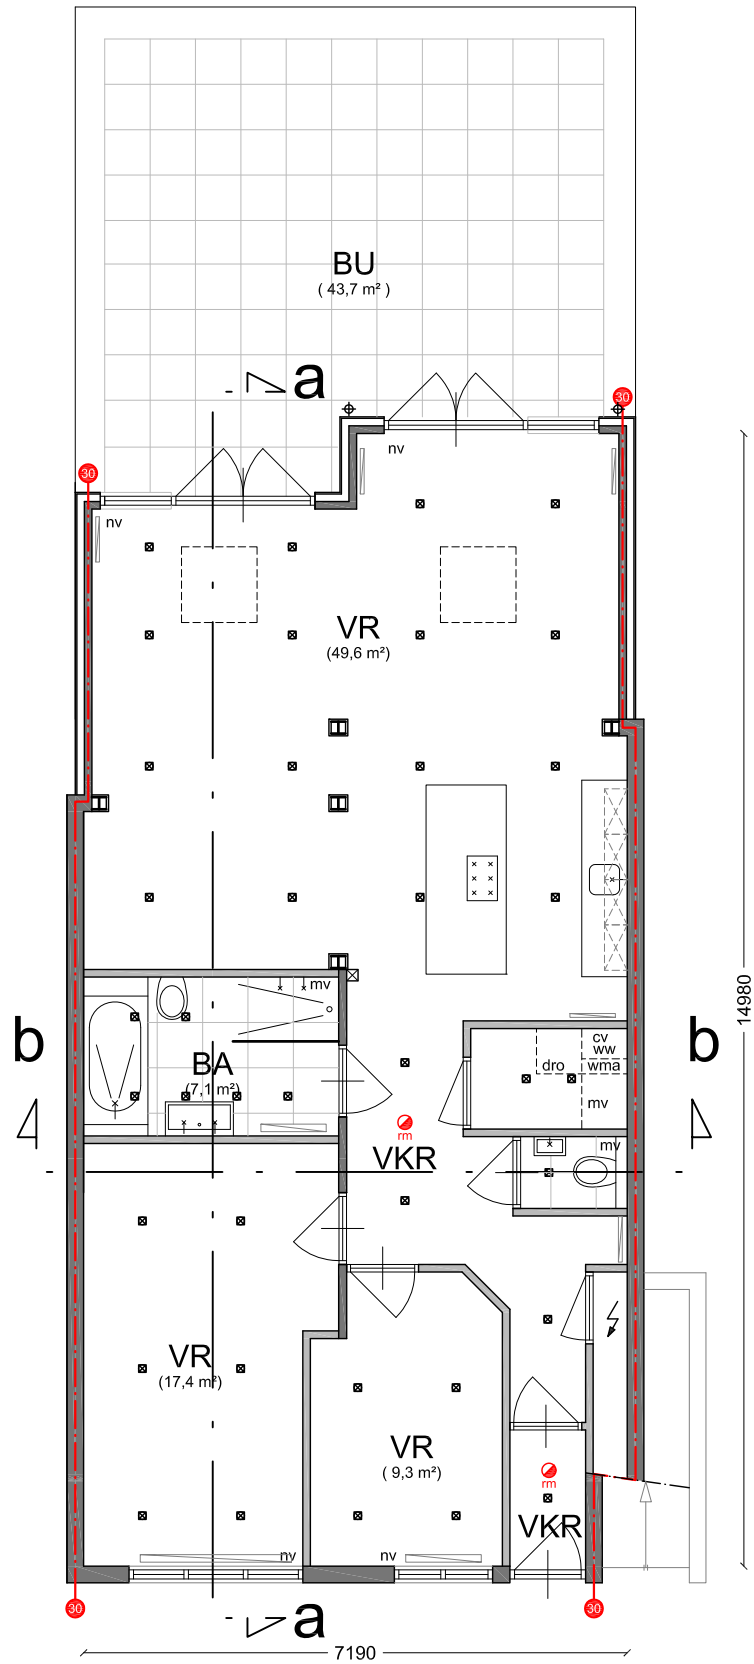 BU
( 43,7 m² )
a
30
nv
30
nv
VR
(49,6 m²)
14980
mv
b
BA
(7,1 m²)
cv
ww
dro
wma
mv
b
rm
VKR
mv
VR
(17,4 m²)
VR
( 9,3 m²)
rm
VKR
nv
nv
30
a
30
7190